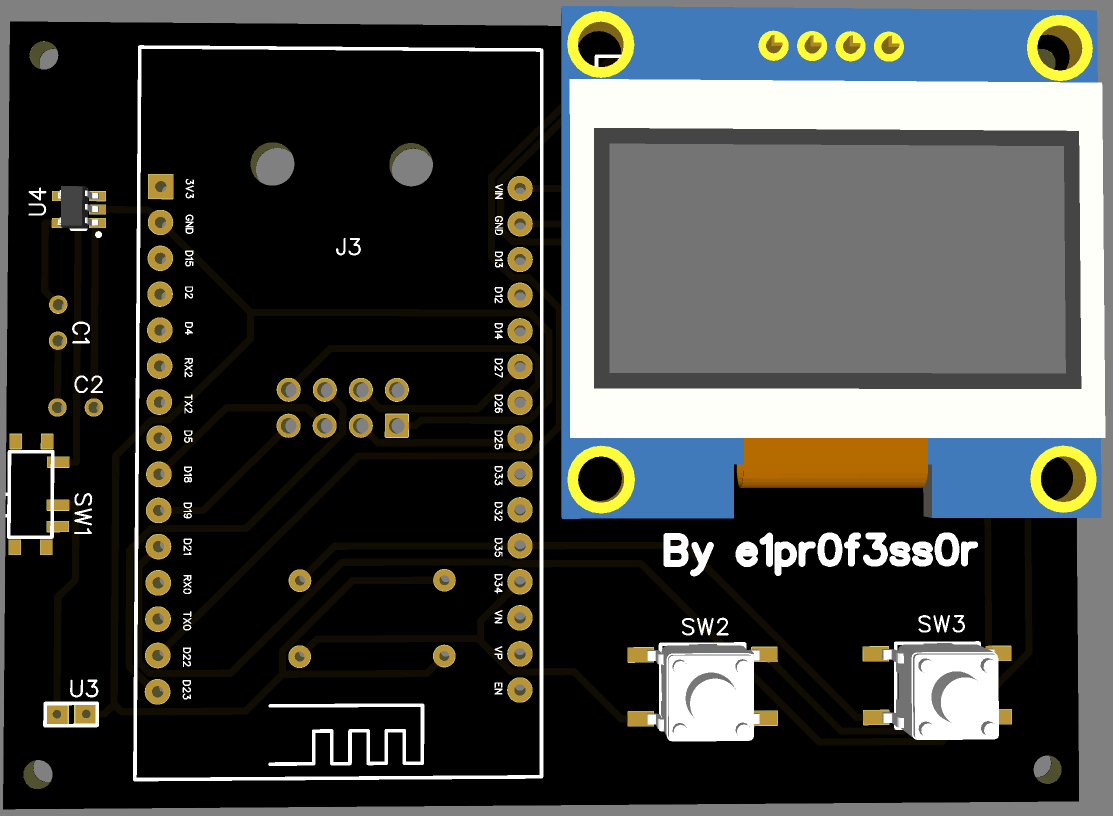 U4
C1
C2
SW1
U3
3V3
GND
D15
D2
D4
RX2
TX2
D5
D18
D19
D21
RX0
TX0
D22
D23
J3
VIN
GND
D13
D12
D14
D27
D26
D25
D33
D32
D35
D34
VN
VP
EN
By e1pr0f3ss0r
SW2
SW3